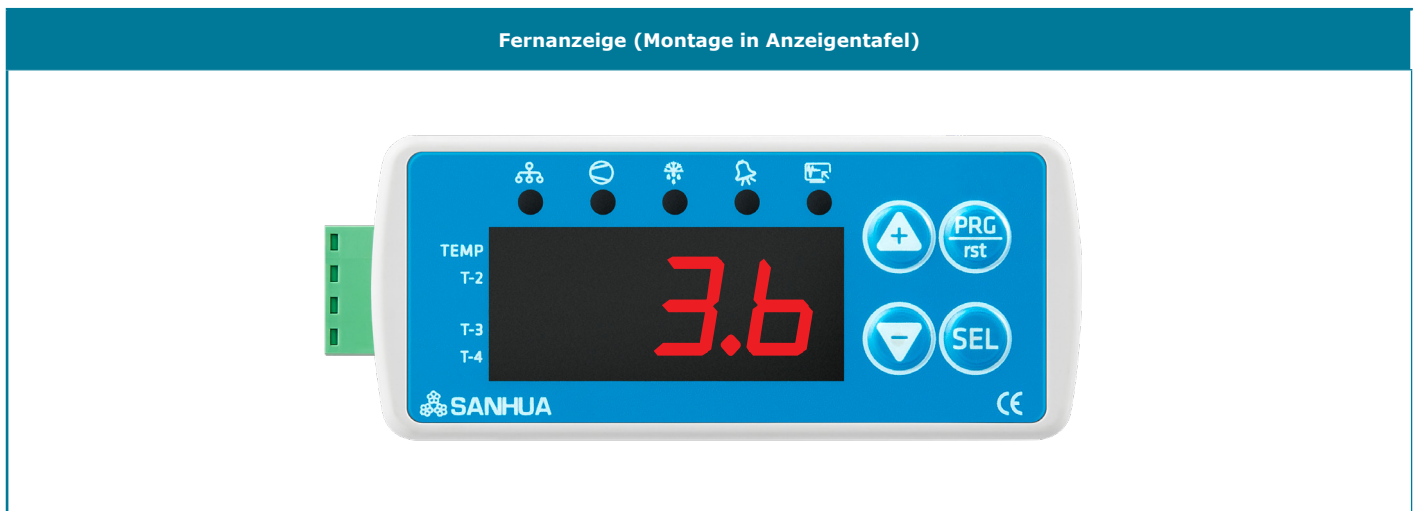 Fernanzeige (Montage in Anzeigentafel)
TEMP
T-2
T-3
T-4
3.6
PRG
rst
SEL
SANHUA
CE